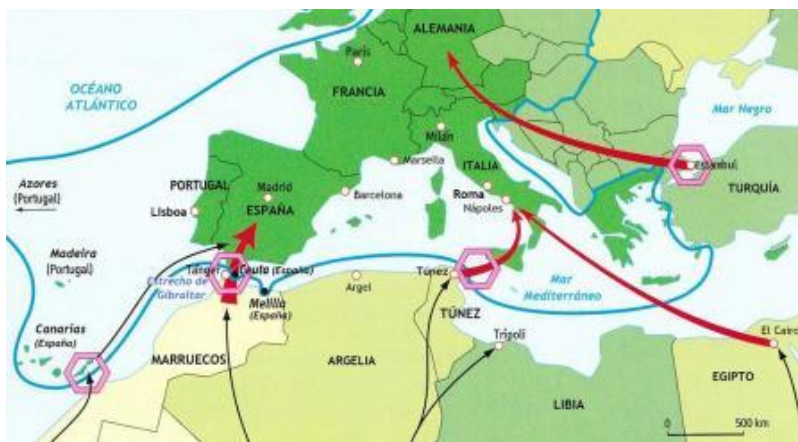 ALEMANIA
París
OCÉANO
ATLÁNTICO
FRANCIA
Mar Negro
Milán
Marsella
ITALIA
Estanbul
TURQUÍA
Azores
(Portugal)
PORTUGAL
Madrid
Barcelona
Roma
Nápoles
Lisboa
ESPAÑA
Madeira
(Portugal)
Tánger
Ceuta (España)
Estrecho de
Gibraltar
Melilla
(España)
Argel
Túnez
Mar
Mediterráneo
TÚNEZ
Canarias
(España)
Trípoli
El Cairo
MARRUECOS
ARGELIA
LIBIA
EGIPTO
0 500 km